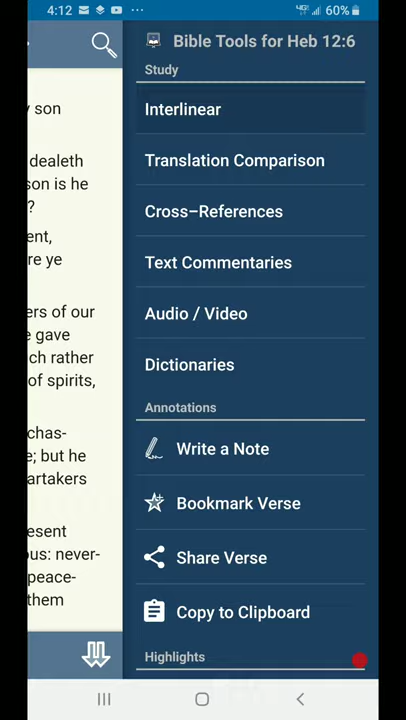 4:12
60%
Bible Tools for Heb 12:6
Study
Interlinear
Translation Comparison
Cross–References
Text Commentaries
Audio / Video
Dictionaries
Annotations
Write a Note
Bookmark Verse
Share Verse
Copy to Clipboard
Highlights
y son
dealeth
son is he
?
ent,
re ye
ers of our
e gave
ch rather
of spirits,
chas-
e; but he
artakers
esent
ous: never-
peace-
them